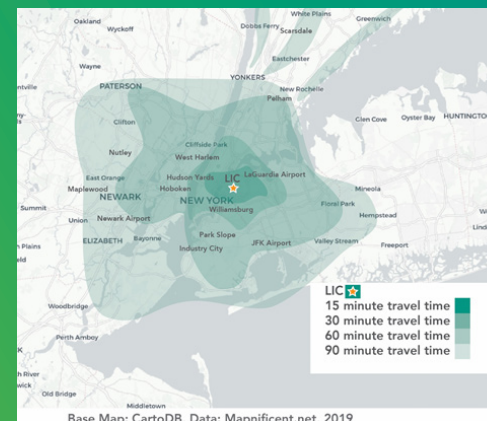 White Plains
Oakland
Greenwich
Dobbs Ferry
Wyckoff
Scarsdale
Eastchester
Wayne
YONKERS
PATERSON
New Rochelle
Pelham
Clifton
Glen Cove
Oyster Bay
HUNTINGTO
Cliffside Park
Nutley
West Harlem
East Orange
Hudson Yards
LIC
LaGuardia Airport
Maplewood
Hoboken
Mineola
NEWARK
NEW YORK
Floral Park
Summit
Williamsburg
Hempstead
Union
Newark Airport
Park Slope
ELIZABETH
Bayonne
JFK Airport
Valley Stream
Freeport
Industry City
Plains
LIC
15 minute travel time
30 minute travel time
60 minute travel time
90 minute travel time
Woodbridge
Perth Amboy
River
Old Bridge
Middletown
Base Map: CartoDB, Data: Mapnificent.net, 2019